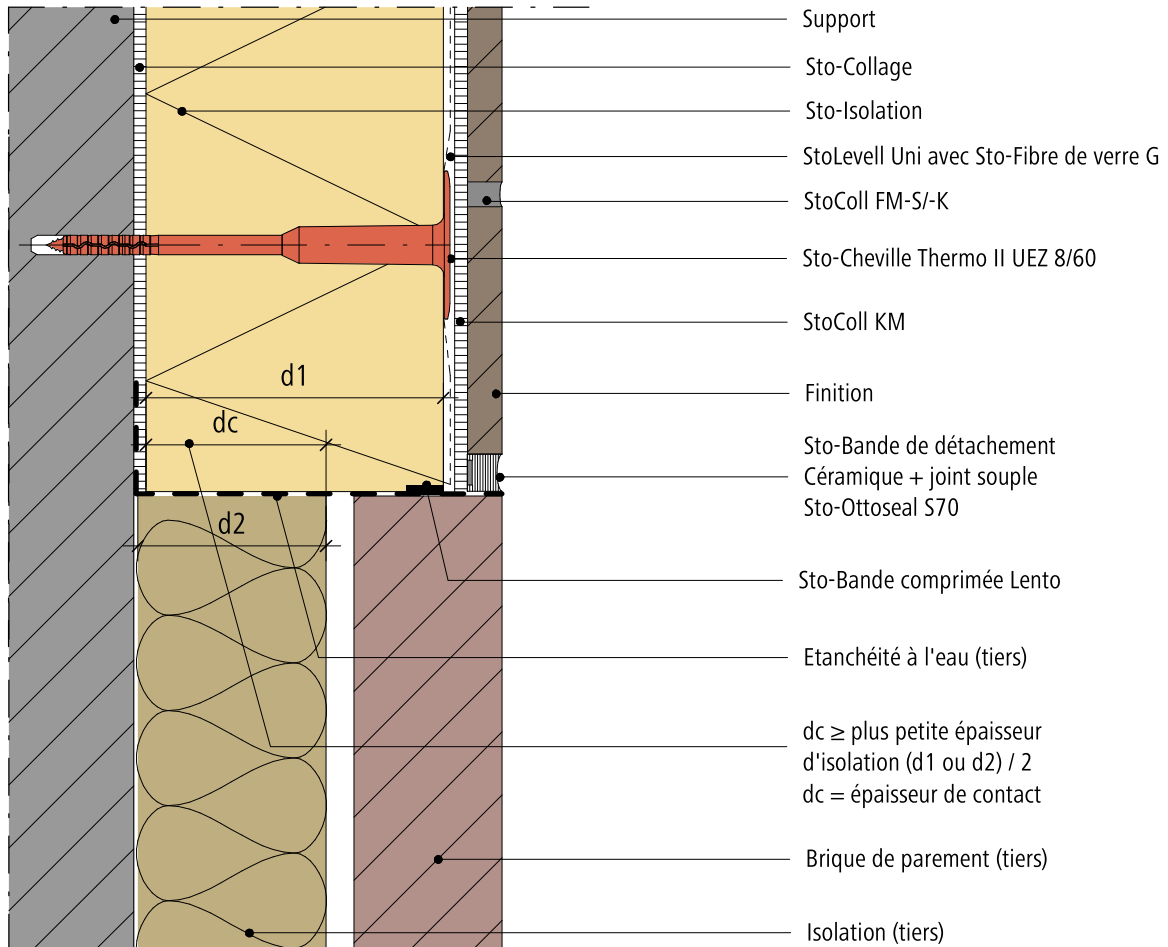 Support
Sto-Collage
Sto-Isolation
StoLevell Uni avec Sto-Fibre de verre G
StoColl FM-S/-K
Sto-Cheville Thermo II UEZ 8/60
StoColl KM
d1
Finition
dc
Sto-Bande de détachement
Céramique + joint souple
Sto-Ottoseal S70
d2
Sto-Bande comprimée Lento
Etanchéité à l'eau (tiers)
dc ≥ plus petite épaisseur
d'isolation (d1 ou d2) / 2
dc = épaisseur de contact
Brique de parement (tiers)
Isolation (tiers)